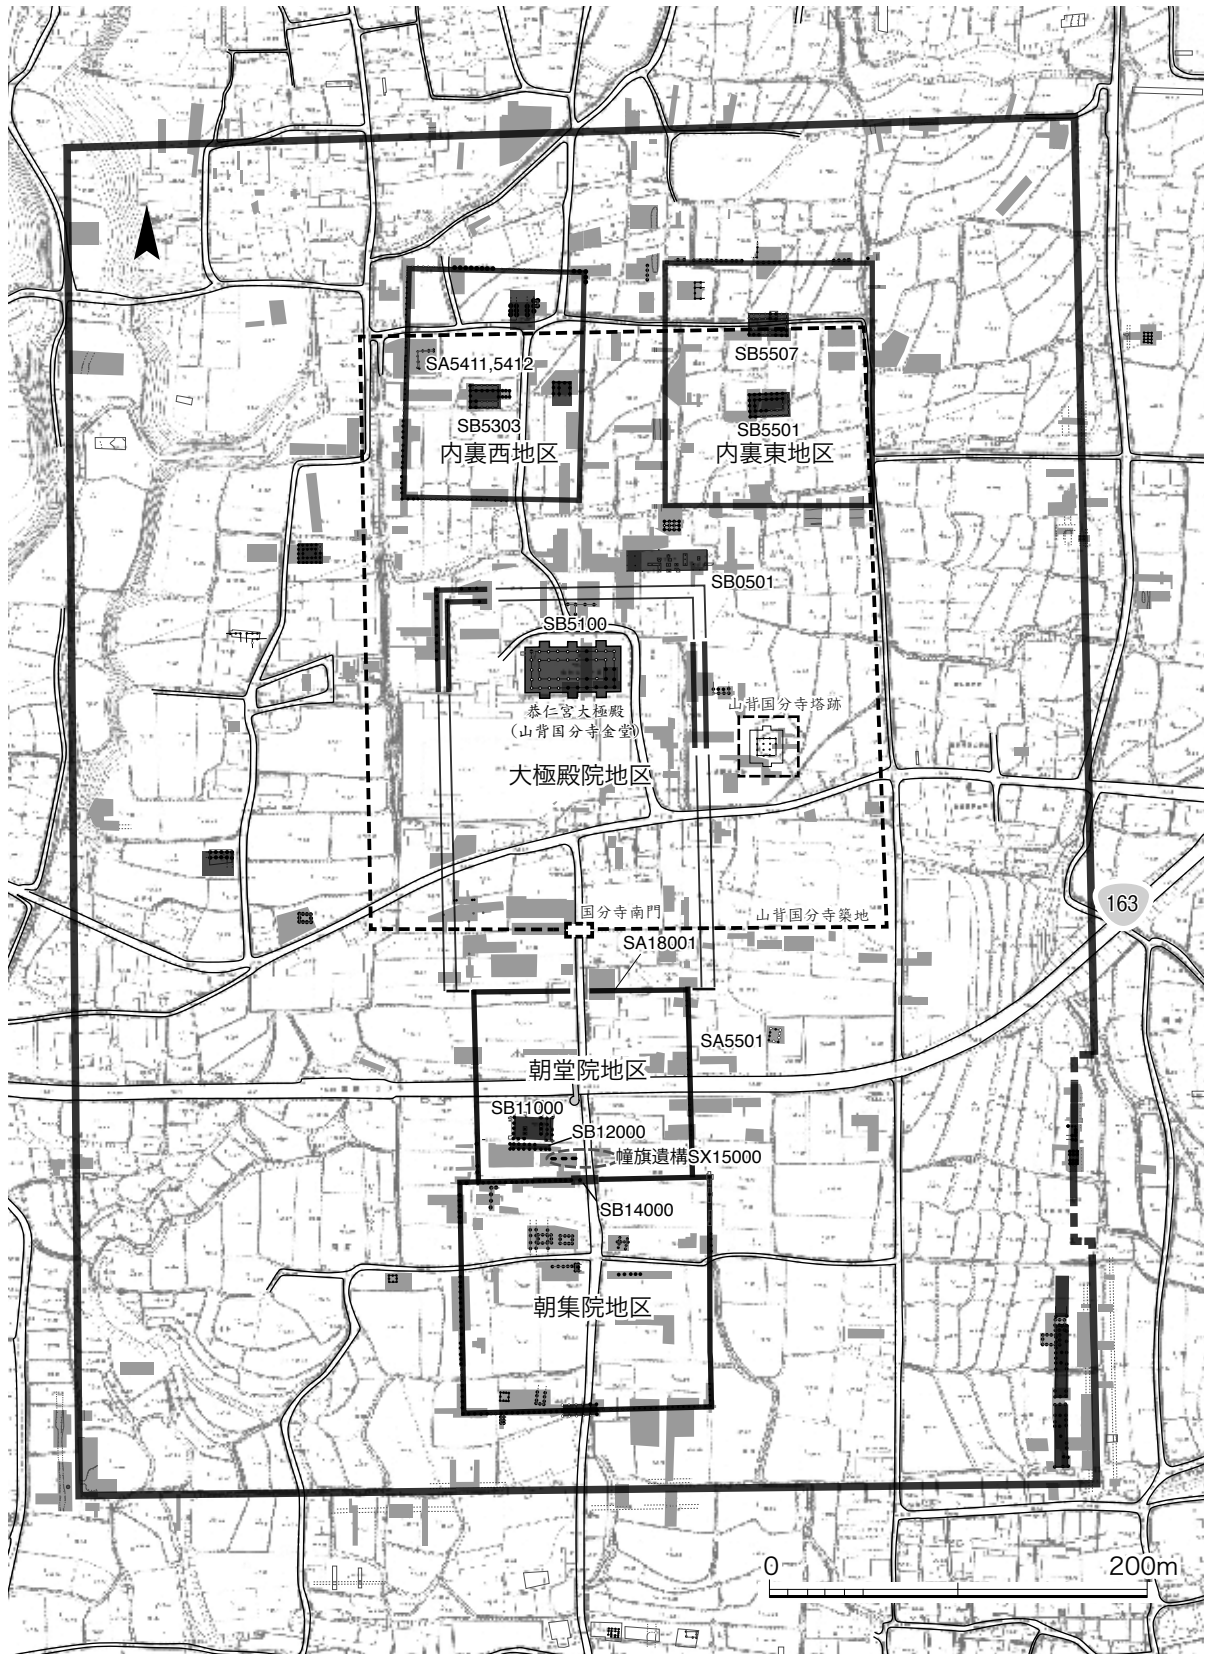 SA5411,5412
SB5507
SB5303
SB5501
内裏西地区
内裏東地区
SB0501
SB5100
恭仁宮大極殿
(山背国分寺金堂)
山背国分寺塔跡
大極殿院地区
163
国分寺南門
山背国分寺築地
SA18001
SA5501
朝堂院地区
SB11000
SB12000
幢旗遺構SX15000
SB14000
朝集院地区
0
200m